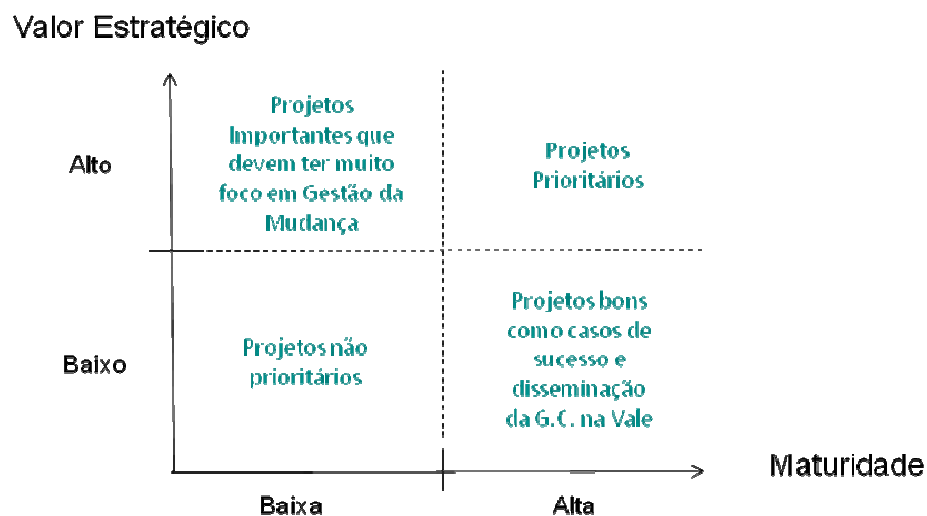 Valor Estratégico
Projetos
Importantes que
devem ter muito
foco em Gestão da
Mudança
Alto
Projetos
Prioritários
Baixo
Projetos não
prioritários
Projetos bons
como casos de
sucesso e
disseminação
da G.C. na Vale
Maturidade
Baixa
Alta